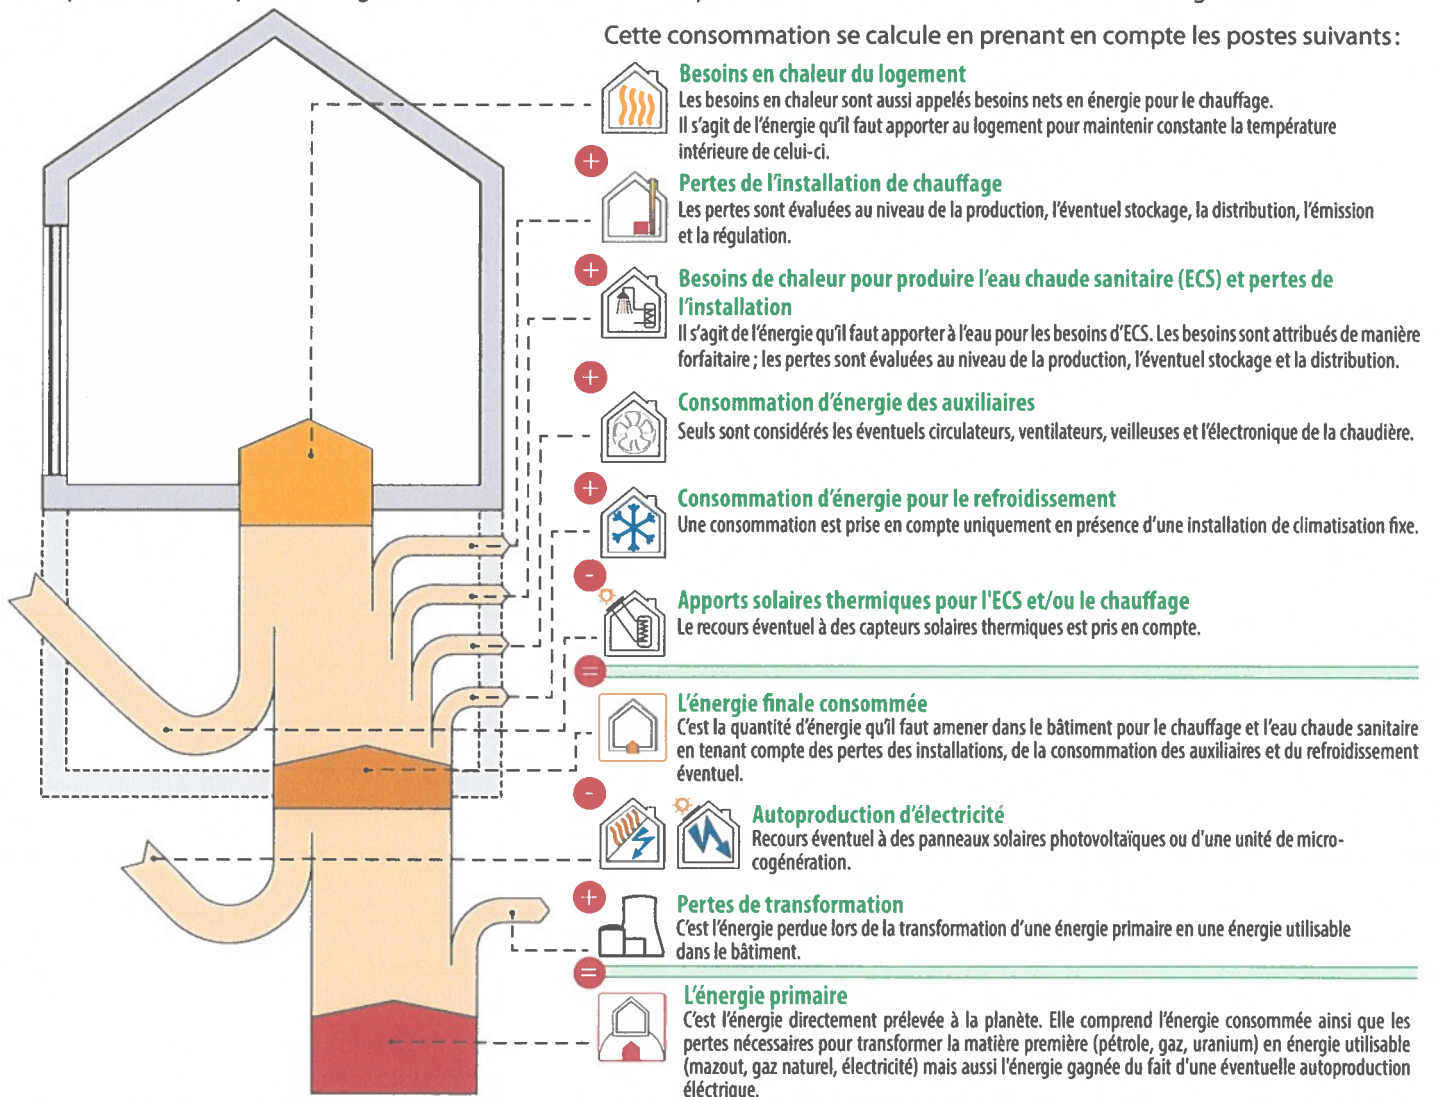 Cette consommation se calcule en prenant en compte les postes suivants :
Besoins en chaleur du logement
Les besoins en chaleur sont aussi appelés besoins nets en énergie pour le chauffage.
Il s'agit de l'énergie qu'il faut apporter au logement pour maintenir constante la température
intérieure de celui-ci.
+
Pertes de l'installation de chauffage
Les pertes sont évaluées au niveau de la production, l'éventuel stockage, la distribution, l'émission
et la régulation.
+
Besoins de chaleur pour produire l'eau chaude sanitaire (ECS) et pertes de
l'installation
Il s'agit de l'énergie qu'il faut apporter à l'eau pour les besoins d'ECS. Les besoins sont attribués de manière
forfaitaire ; les pertes sont évaluées au niveau de la production, l'éventuel stockage et la distribution.
+
Consommation d'énergie des auxiliaires
Seuls sont considérés les éventuels circulateurs, ventilateurs, veilleuses et l'électronique de la chaudière.
+
Consommation d'énergie pour le refroidissement
Une consommation est prise en compte uniquement en présence d'une installation de climatisation fixe.
-
Apports solaires thermiques pour l'ECS et/ou le chauffage
Le recours éventuel à des capteurs solaires thermiques est pris en compte.
=
L'énergie finale consommée
C'est la quantité d'énergie qu'il faut amener dans le bâtiment pour le chauffage et l'eau chaude sanitaire
en tenant compte des pertes des installations, de la consommation des auxiliaires et du refroidissement
éventuel.
-
Autoproduction d'électricité
Recours éventuel à des panneaux solaires photovoltaïques ou d'une unité de micro-
cogénération.
+
Pertes de transformation
C'est l'énergie perdue lors de la transformation d'une énergie primaire en une énergie utilisable
dans le bâtiment.
=
L'énergie primaire
C'est l'énergie directement prélevée à la planète. Elle comprend l'énergie consommée ainsi que les
pertes nécessaires pour transformer la matière première (pétrole, gaz, uranium) en énergie utilisable
(mazout, gaz naturel, électricité) mais aussi l'énergie gagnée du fait d'une éventuelle autoproduction
éléctrique.